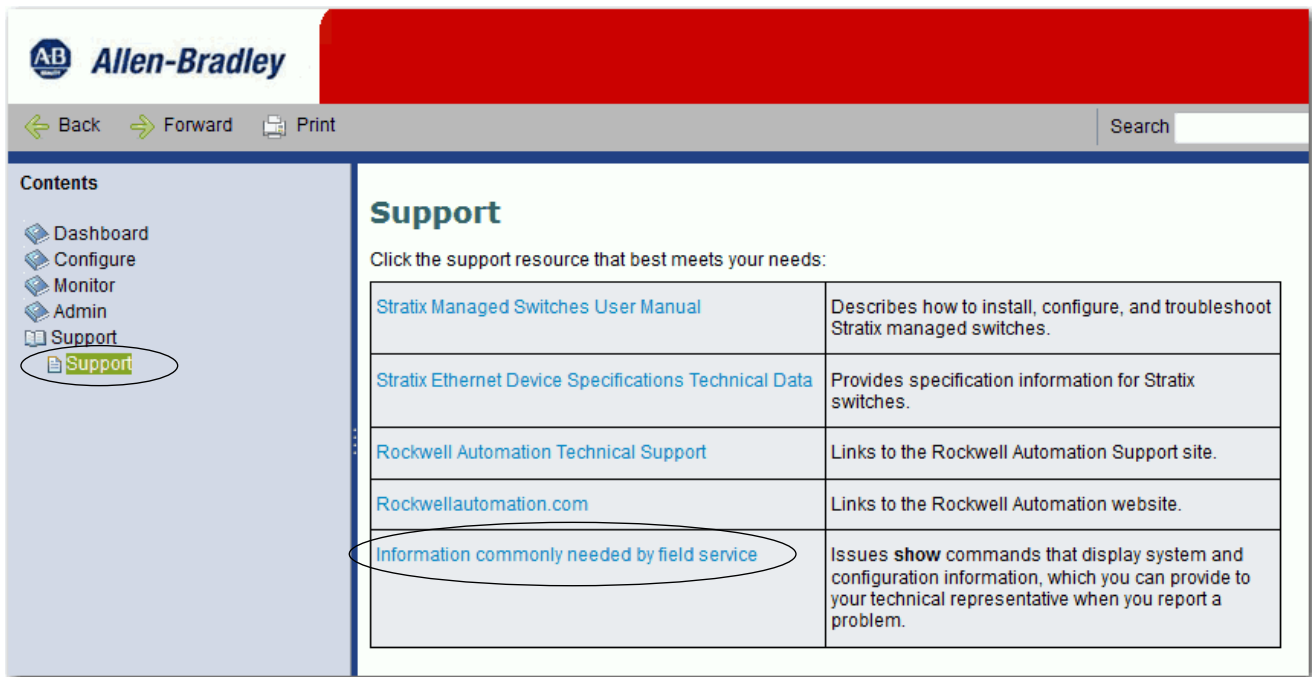 AB
Allen-Bradley
Back Forward Print Search
Contents
Dashboard
Configure
Monitor
Admin
Support
Support
Support
Click the support resource that best meets your needs:
Stratix Managed Switches User Manual
Describes how to install, configure, and troubleshoot
Stratix managed switches.
Stratix Ethernet Device Specifications Technical Data
Provides specification information for Stratix
switches.
Rockwell Automation Technical Support
Links to the Rockwell Automation Support site.
Rockwellautomation.com
Links to the Rockwell Automation website.
Information commonly needed by field service
Issues show commands that display system and
configuration information, which you can provide to
your technical representative when you report a
problem.